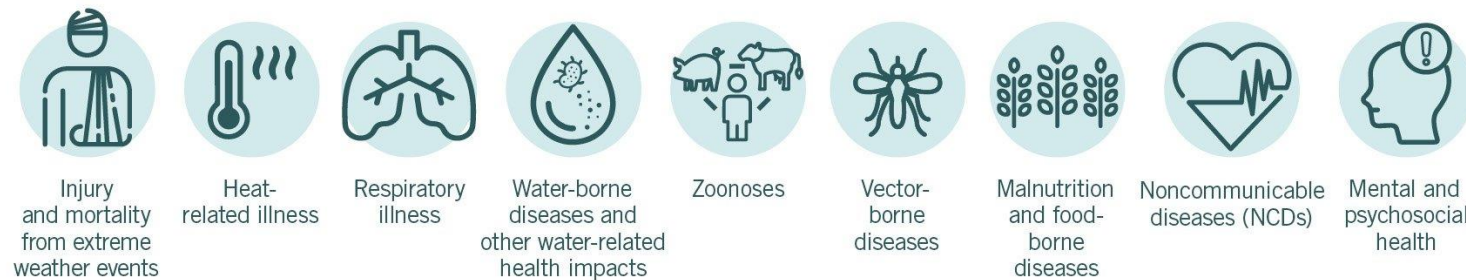 Injury
and mortality
from extreme
weather events
Heat-
related illness
Respiratory
illness
Water-borne
diseases and
other water-related
health impacts
Zoonoses
Vector-
borne
diseases
Malnutrition
and food-
borne
diseases
Noncommunicable
diseases (NCDs)
Mental and
psychosocial
health